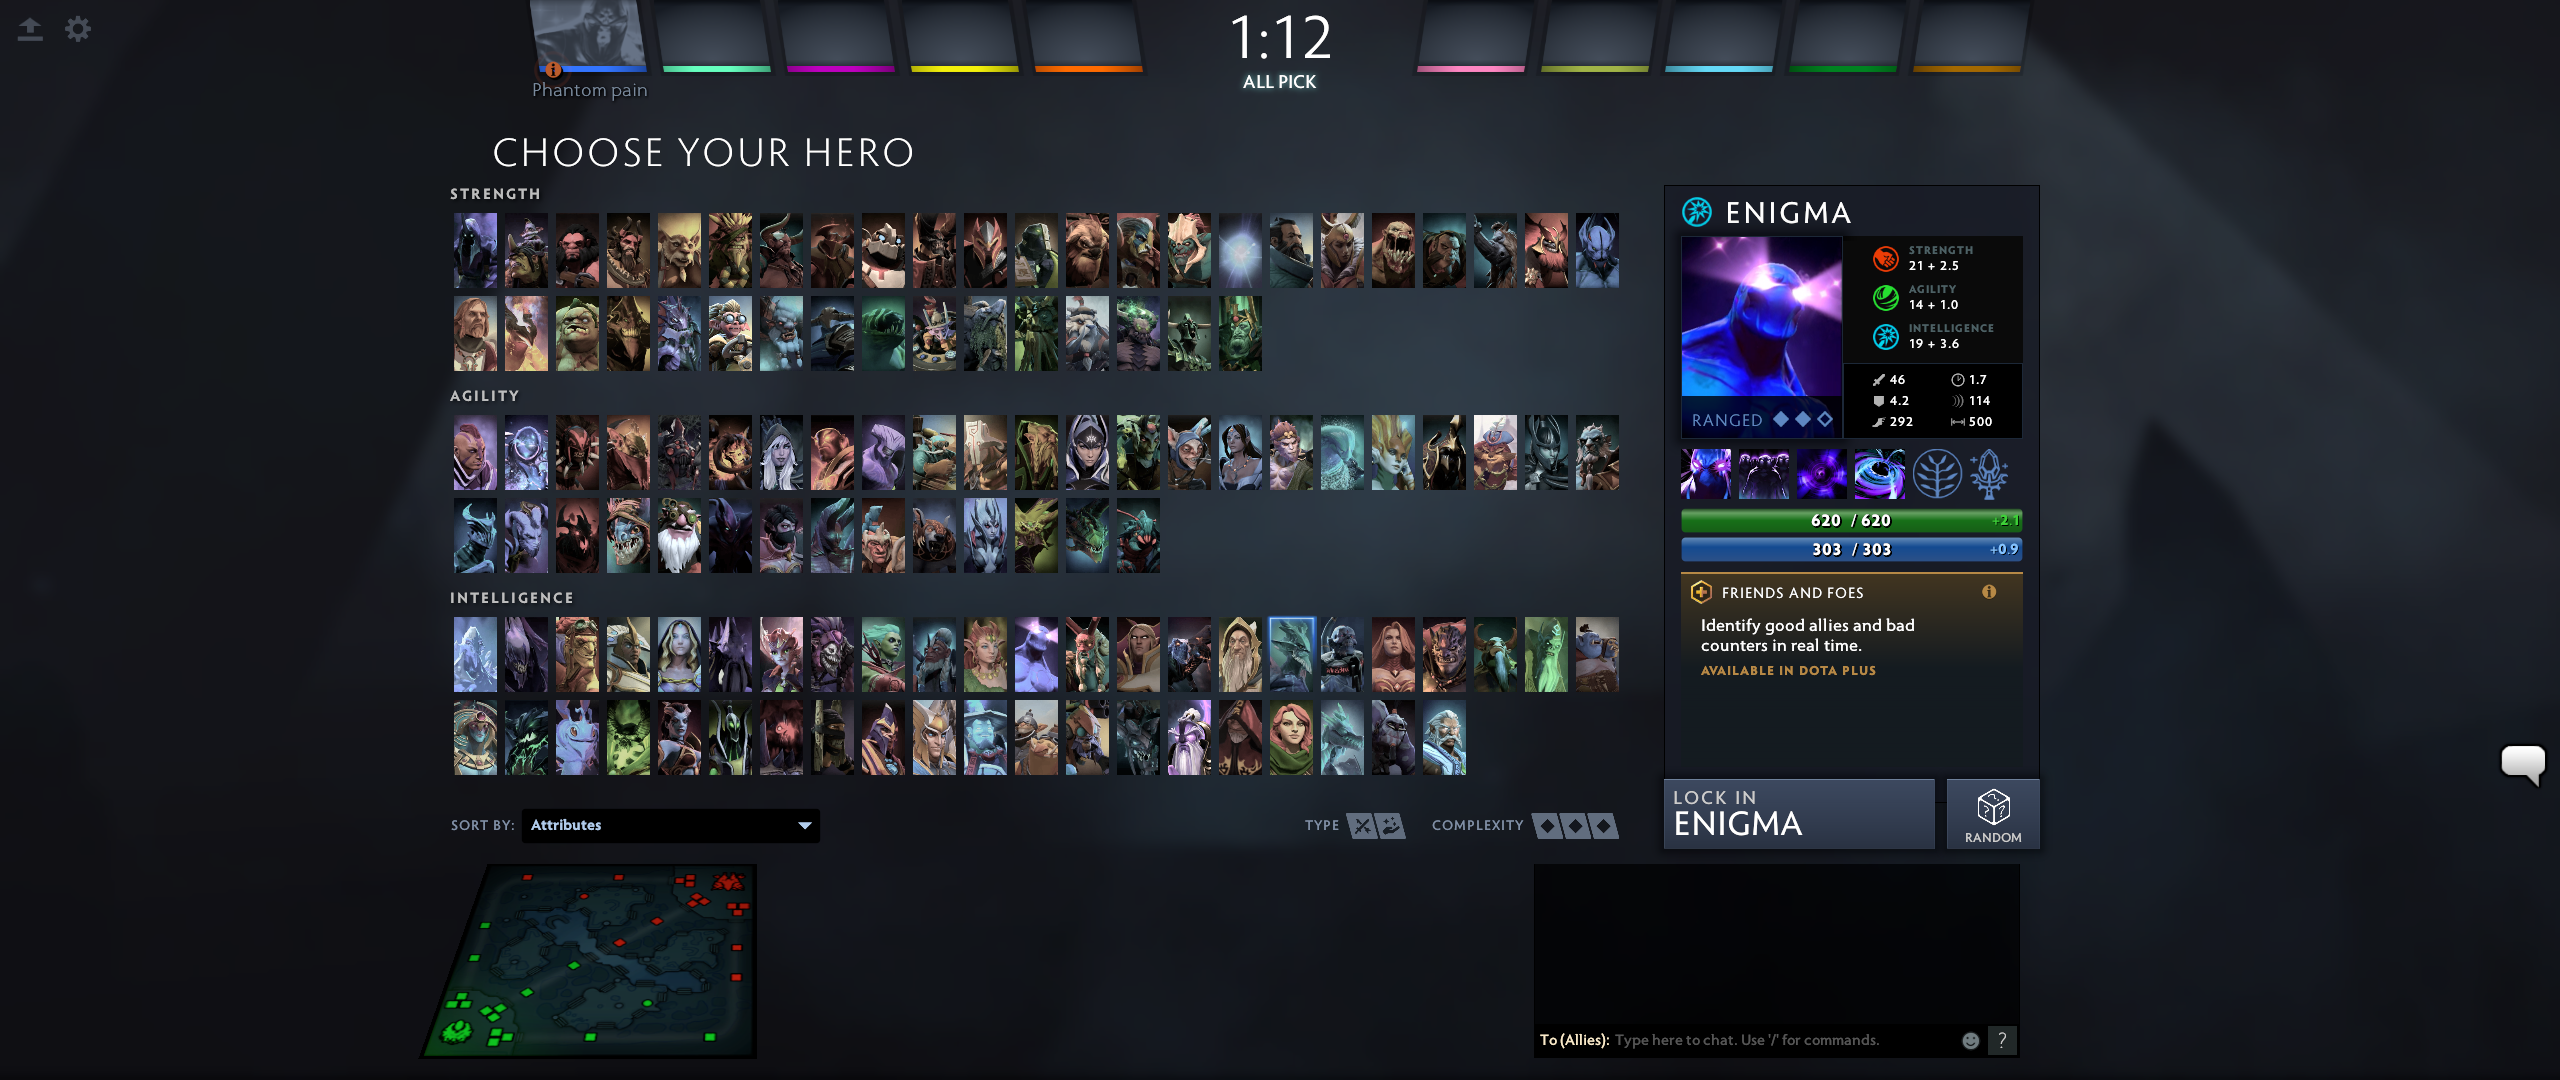 1:12
ALL PICK
Phantom pain
CHOOSE YOUR HERO
STRENGTH
AGILITY
INTELLIGENCE
ENIGMA
STRENGTH
21 + 2.5
AGILITY
14 + 1.0
INTELLIGENCE
19 + 3.6
46 1.7
4.2 114
292 500
RANGED
620 / 620 +2.1
303 / 303 +0.9
FRIENDS AND FOES
Identify good allies and bad
counters in real time.
AVAILABLE IN DOTA PLUS
LOCK IN
ENIGMA
RANDOM
SORT BY: Attributes
TYPE COMPLEXITY
To (Allies): Type here to chat. Use '/' for commands. ?